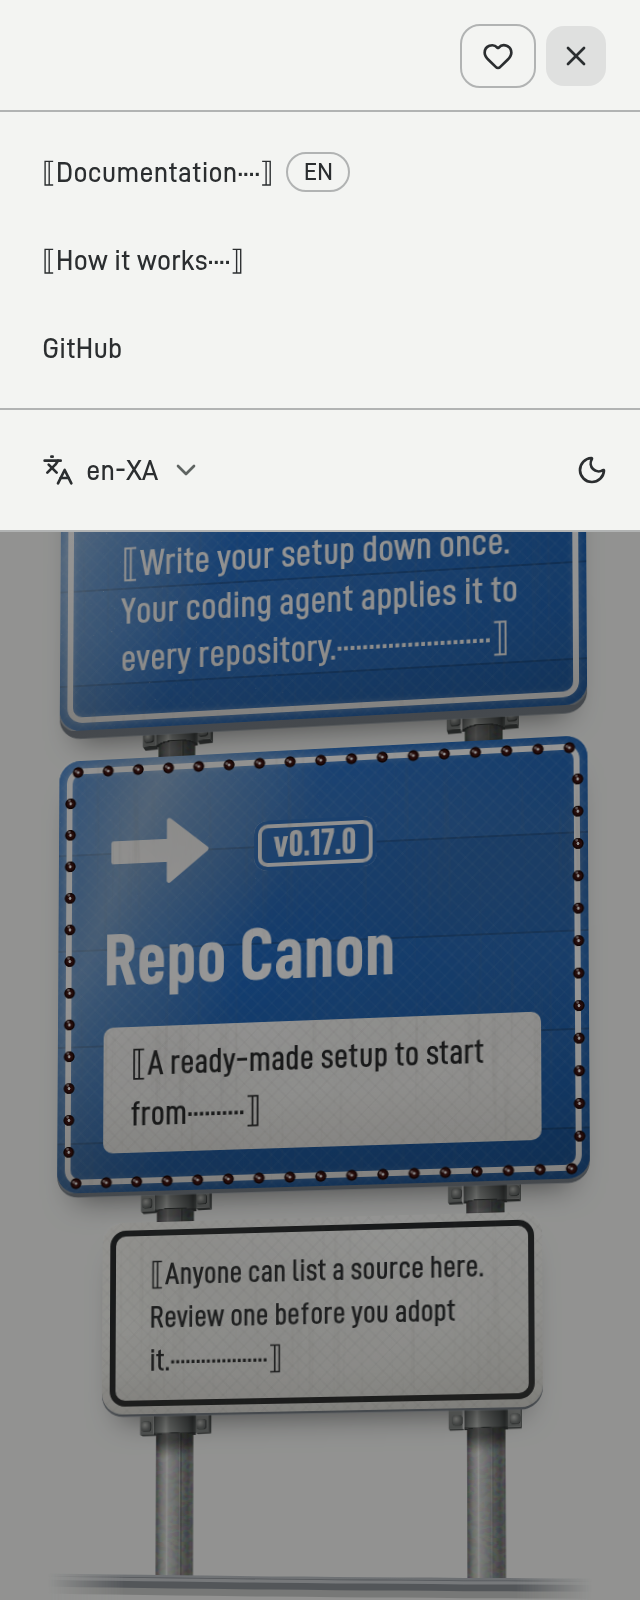 ⟦Documentation····⟧ EN
⟦How it works····⟧
GitHub
en-XA
⟦Write your setup down once.
Your coding agent applies it to
every repository.·························⟧
v0.17.0
Repo Canon
⟦A ready-made setup to start
from··········⟧
⟦Anyone can list a source here.
Review one before you adopt
it.····················⟧